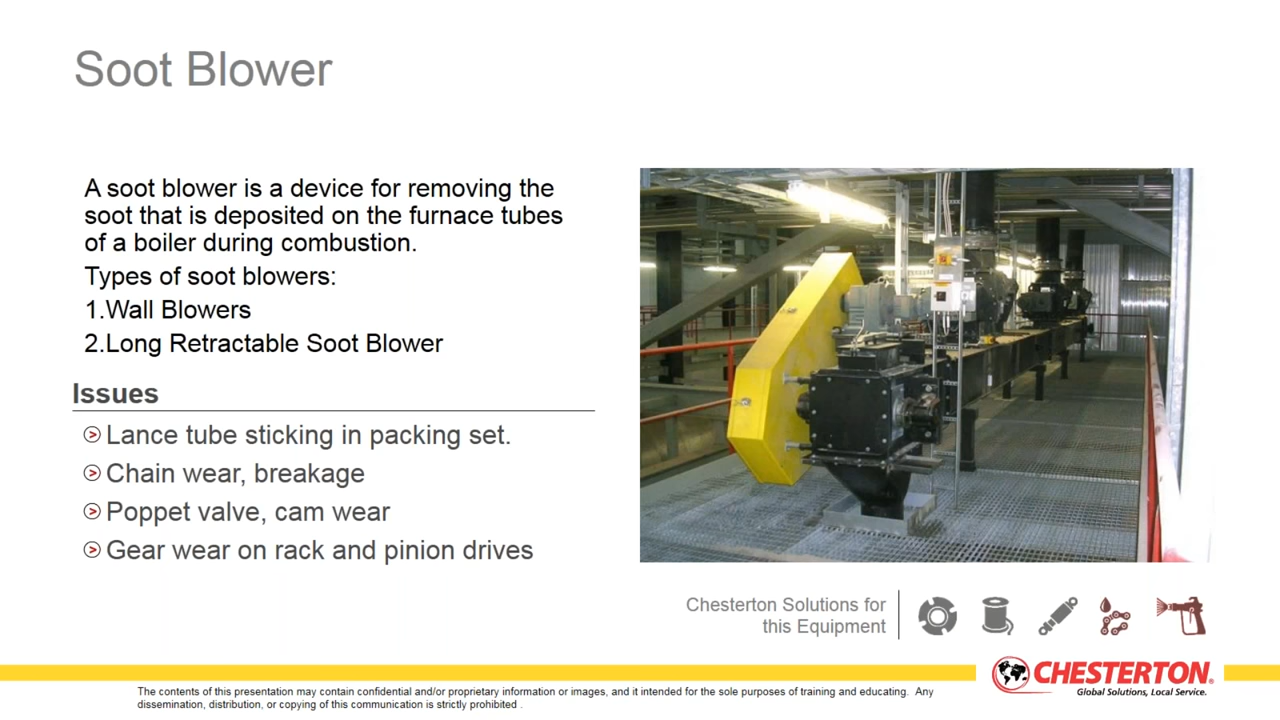 Soot Blower
A soot blower is a device for removing the
soot that is deposited on the furnace tubes
of a boiler during combustion.
Types of soot blowers:
1.Wall Blowers
2.Long Retractable Soot Blower
Issues
Lance tube sticking in packing set.
Chain wear, breakage
Poppet valve, cam wear
Gear wear on rack and pinion drives
Chesterton Solutions for
this Equipment
CHESTERTON®
Global Solutions, Local Service.
The contents of this presentation may contain confidential and/or proprietary information or images, and it intended for the sole purposes of training and educating. Any
dissemination, distribution, or copying of this communication is strictly prohibited .